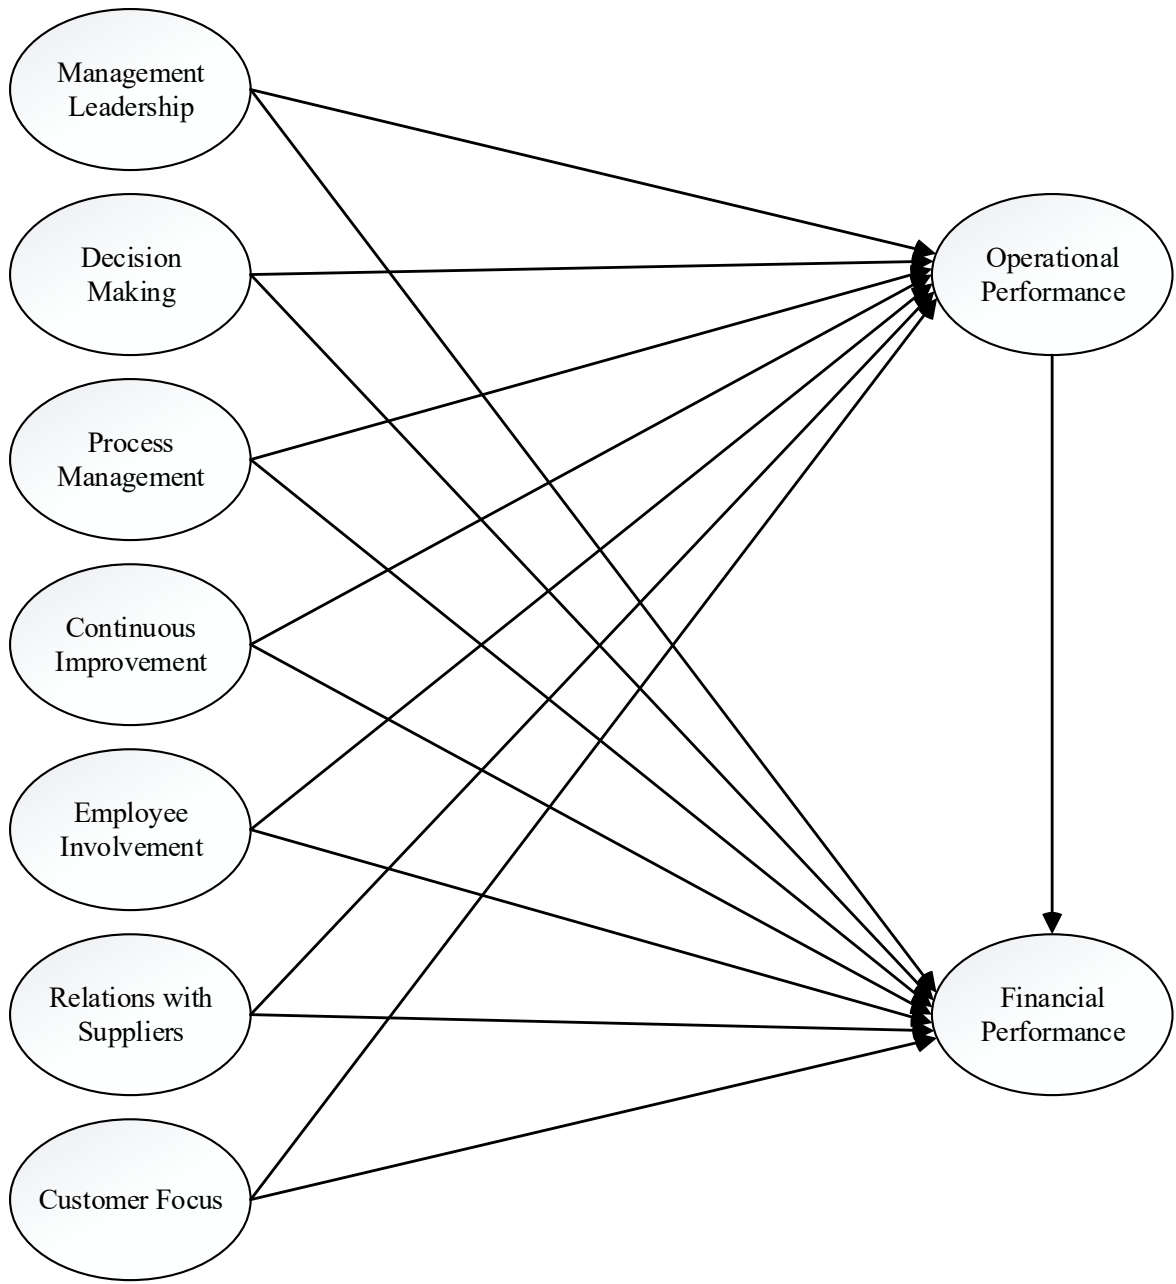 Management
Leadership
Decision
Making
Process
Management
Continuous
Improvement
Employee
Involvement
Relations with
Suppliers
Customer Focus
Operational
Performance
Financial
Performance